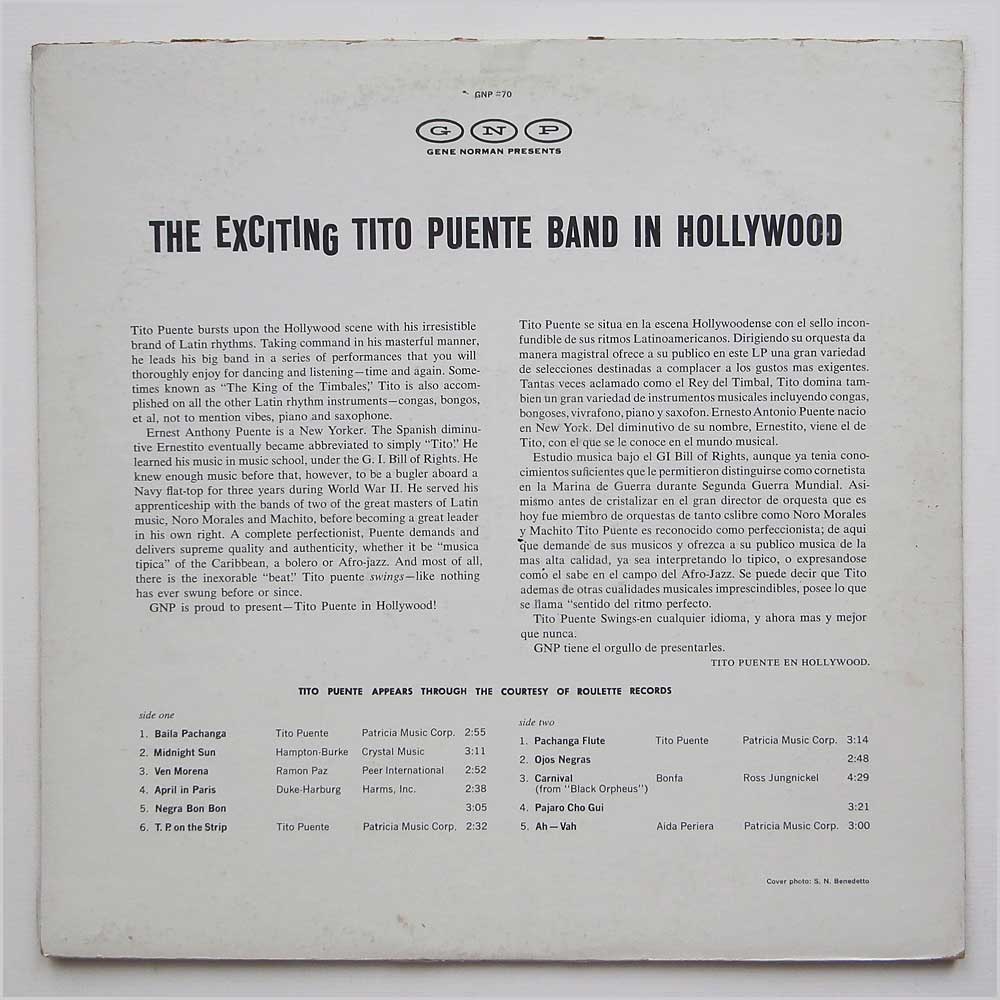 GNP #70
G N P
GENE NORMAN PRESENTS
THE EXCITING TITO PUENTE BAND IN HOLLYWOOD
Tito Puente bursts upon the Hollywood scene with his irresistible
brand of Latin rhythms. Taking command in his masterful manner,
he leads his big band in a series of performances that you will
thoroughly enjoy for dancing and listening—time and again. Some-
times known as "The King of the Timbales," Tito is also accom-
plished on all the other Latin rhythm instruments—congas, bongos,
et al, not to mention vibes, piano and saxophone.
Ernest Anthony Puente is a New Yorker. The Spanish diminu-
tive Ernestito eventually became abbreviated to simply "Tito." He
learned his music in music school, under the G. I. Bill of Rights. He
knew enough music before that, however, to be a bugler aboard a
Navy flat-top for three years during World War II. He served his
apprenticeship with the bands of two of the great masters of Latin
music, Noro Morales and Machito, before becoming a great leader
in his own right. A complete perfectionist, Puente demands and
delivers supreme quality and authenticity, whether it be "musica
tipica" of the Caribbean, a bolero or Afro-jazz. And most of all,
there is the inexorable "beat." Tito puente swings—like nothing
has ever swung before or since.
GNP is proud to present—Tito Puente in Hollywood!
Tito Puente se situa en la escena Hollywoodense con el sello incon-
fundible de sus ritmos Latinoamericanos. Dirigiendo su orquesta da
manera magistral ofrece a su publico en este LP una gran variedad
de selecciones destinadas a complacer a los gustos mas exigentes.
Tantas veces aclamado como el Rey del Timbal, Tito domina tam-
bien un gran variedad de instrumentos musicales incluyendo congas,
bongoses, vivrafono, piano y saxofon. Ernesto Antonio Puente nacio
en New York. Del diminutivo de su nombre, Ernestito, viene el de
Tito, con el que se le conoce en el mundo musical.
Estudio musica bajo el GI Bill of Rights, aunque ya tenia cono-
cimientos suficientes que le permitieron distinguirse como cornetista
en la Marina de Guerra durante Segunda Guerra Mundial. Asi-
mismo antes de cristalizar en el gran director de orquesta que es
hoy fue miembro de orquestas de tanto cslibre como Noro Morales
y Machito Tito Puente es reconocido como perfeccionista; de aqui
que demande de sus musicos y ofrezca a su publico musica de la
mas alta calidad, ya sea interpretando lo tipico, o expresandose
como el sabe en el campo del Afro-Jazz. Se puede decir que Tito
ademas de otras cualidades musicales imprescindibles, posee lo que
se llama "sentido del ritmo perfecto.
Tito Puente Swings-en cualquier idioma, y ahora mas y mejor
que nunca.
GNP tiene el orgullo de presentarles.
TITO PUENTE EN HOLLYWOOD.
TITO PUENTE APPEARS THROUGH THE COURTESY OF ROULETTE RECORDS
side one
1. Baila Pachanga Tito Puente Patricia Music Corp. 2:55
2. Midnight Sun Hampton-Burke Crystal Music 3:11
3. Ven Morena Ramon Paz Peer International 2:52
4. April in Paris Duke-Harburg Harms, Inc. 2:38
5. Negra Bon Bon 3:05
6. T. P. on the Strip Tito Puente Patricia Music Corp. 2:32
side two
1. Pachanga Flute Tito Puente Patricia Music Corp. 3:14
2. Ojos Negras 2:48
3. Carnival Bonfa Ross Jungnickel 4:29
(from "Black Orpheus")
4. Pajaro Cho Gui 3:21
5. Ah—Vah Aida Periera Patricia Music Corp. 3:00
Cover photo: S. N. Benedetto